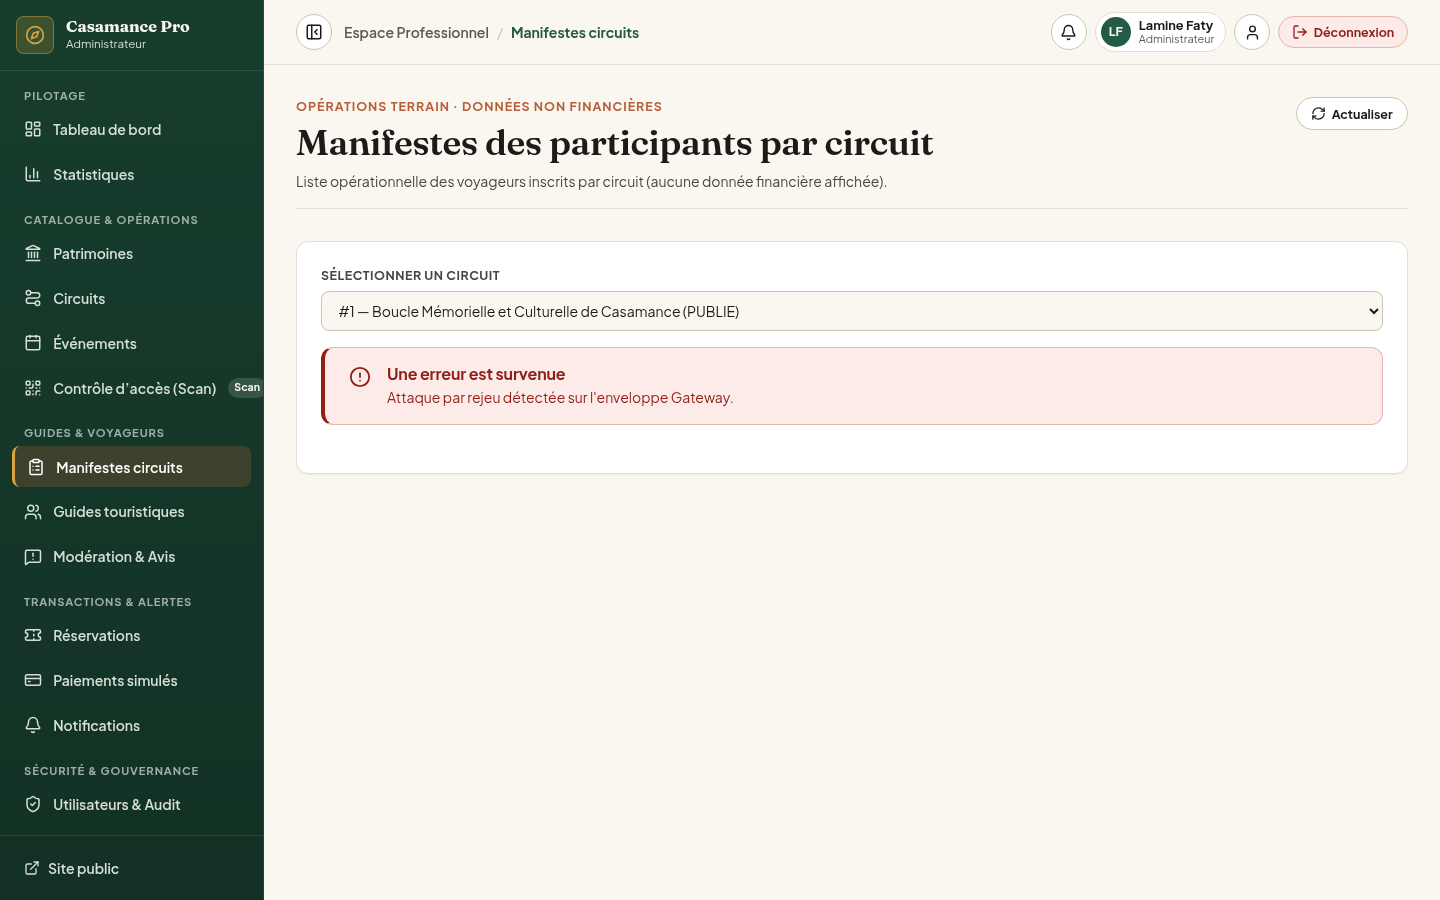 Casamance Pro
Administrateur
PILOTAGE
Tableau de bord
Statistiques
CATALOGUE & OPÉRATIONS
Patrimoines
Circuits
Événements
Contrôle d’accès (Scan)
Scan
GUIDES & VOYAGEURS
Manifestes circuits
Guides touristiques
Modération & Avis
TRANSACTIONS & ALERTES
Réservations
Paiements simulés
Notifications
SÉCURITÉ & GOUVERNANCE
Utilisateurs & Audit
Site public
Espace Professionnel / Manifestes circuits
LF
Lamine Faty
Administrateur
Déconnexion
OPÉRATIONS TERRAIN · DONNÉES NON FINANCIÈRES
Manifestes des participants par circuit
Liste opérationnelle des voyageurs inscrits par circuit (aucune donnée financière affichée).
Actualiser
SÉLECTIONNER UN CIRCUIT
#1 — Boucle Mémorielle et Culturelle de Casamance (PUBLIE)
Une erreur est survenue
Attaque par rejeu détectée sur l'enveloppe Gateway.